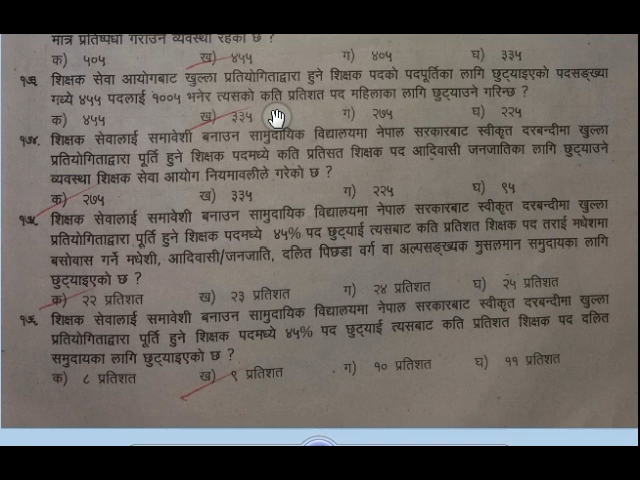 मात्र प्रतिष्पर्धा गराउने व्यवस्था रहेको छ ?
क) ५०५ ख) ४५५ ग) ४०५ घ) ३३५
१७३ शिक्षक सेवा आयोगबाट खुल्ला प्रतियोगिताद्वारा हुने शिक्षक पदको पदपूर्तिका लागि छुट्याइएको पदसङ्ख्या
मध्ये ४५५ पदलाई १००५ भनेर त्यसको कति प्रतिशत पद महिलाका लागि छुट्याउने गरिन्छ ?
क) ४५५ ख) ३३५ ग) २७५ घ) २२५
१७४. शिक्षक सेवालाई समावेशी बनाउन सामुदायिक विद्यालयमा नेपाल सरकारबाट स्वीकृत दरबन्दीमा खुल्ला
प्रतियोगिताद्वारा पूर्ति हुने शिक्षक पदमध्ये कति प्रतिसत शिक्षक पद आदिवासी जनजातिका लागि छुट्याउने
व्यवस्था शिक्षक सेवा आयोग नियमावलीले गरेको छ ?
क) २७५ ख) ३३५ ग) २२५ घ) ९५
१७५ शिक्षक सेवालाई समावेशी बनाउन सामुदायिक विद्यालयमा नेपाल सरकारबाट स्वीकृत दरबन्दीमा खुल्ला
प्रतियोगिताद्वारा पूर्ति हुने शिक्षक पदमध्ये ४५% पद छुट्याई त्यसबाट कति प्रतिशत शिक्षक पद तराई मधेशमा
बसोवास गर्ने मधेशी, आदिवासी/जनजाति, दलित पिछडा वर्ग वा अल्पसङ्ख्यक मुसलमान समुदायका लागि
छुट्याइएको छ ?
क) २२ प्रतिशत ख) २३ प्रतिशत ग) २४ प्रतिशत घ) २५ प्रतिशत
१७६ शिक्षक सेवालाई समावेशी बनाउन सामुदायिक विद्यालयमा नेपाल सरकारबाट स्वीकृत दरबन्दीमा खुल्ला
प्रतियोगिताद्वारा पूर्ति हुने शिक्षक पदमध्ये ४५% पद छुट्याई त्यसबाट कति प्रतिशत शिक्षक पद दलित
समुदायका लागि छुट्याइएको छ ?
क) ८ प्रतिशत ख) ९ प्रतिशत ग) १० प्रतिशत घ) ११ प्रतिशत